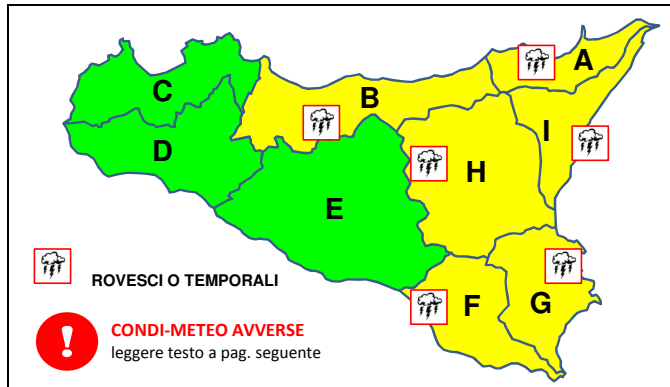 A
C
B
I
D
H
E
F
G
ROVESCI O TEMPORALI
!
CONDI-METEO AVVERSE
leggere testo a pag. seguente